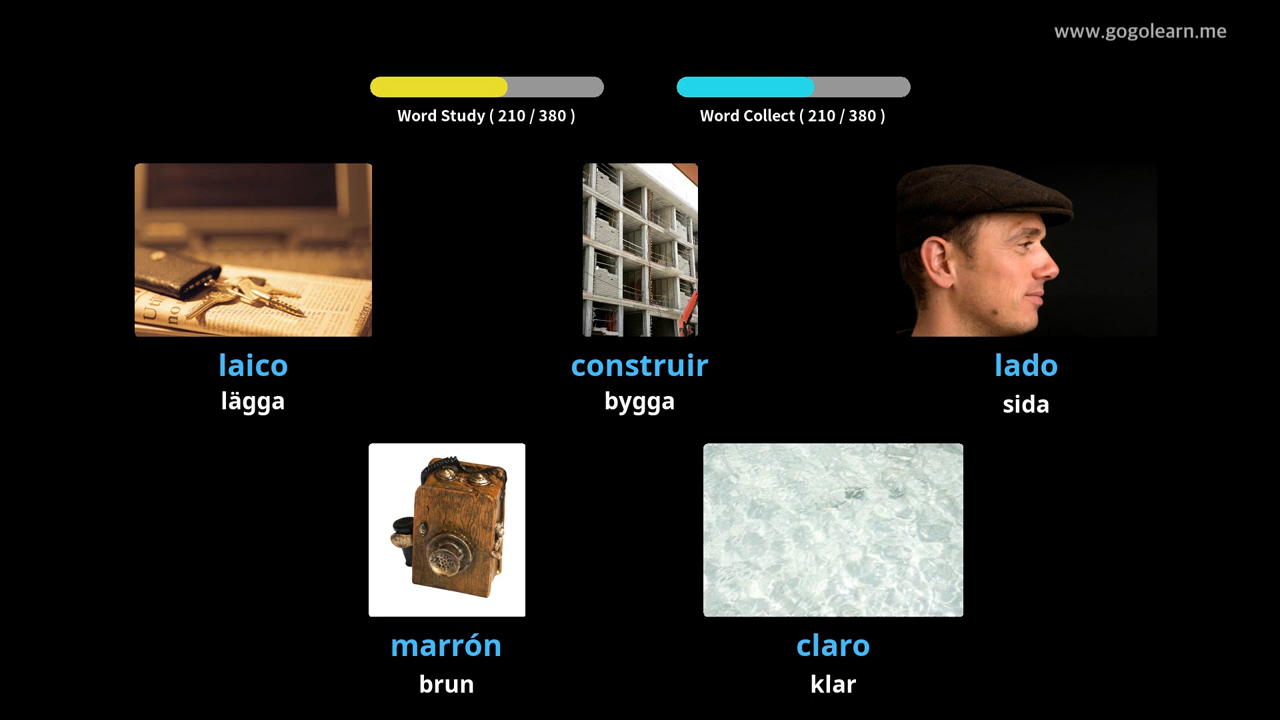 www.gogolearn.me
Word Study ( 210 / 380 )
Word Collect ( 210 / 380 )
laico
lägga
construir
bygga
lado
sida
marrón
brun
claro
klar